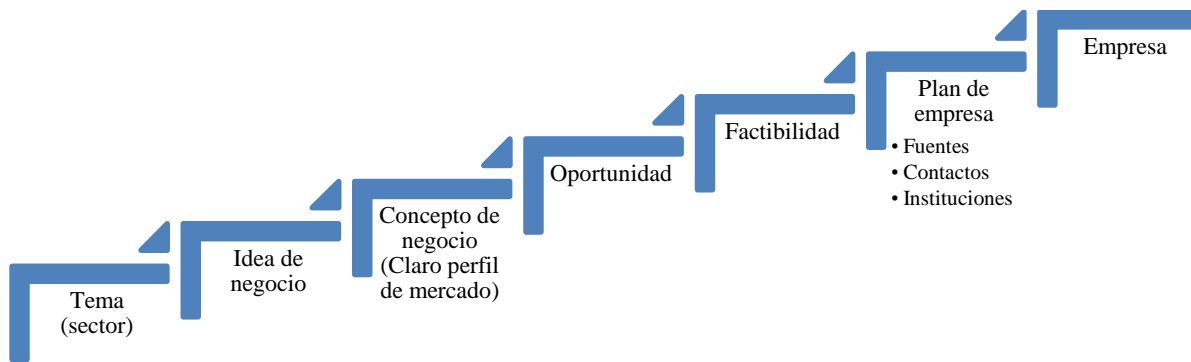 Tema
(sector)
Idea de
negocio
Concepto de
negocio
(Claro perfil
de mercado)
Oportunidad
Factibilidad
Plan de
empresa
• Fuentes
• Contactos
• Instituciones
Empresa